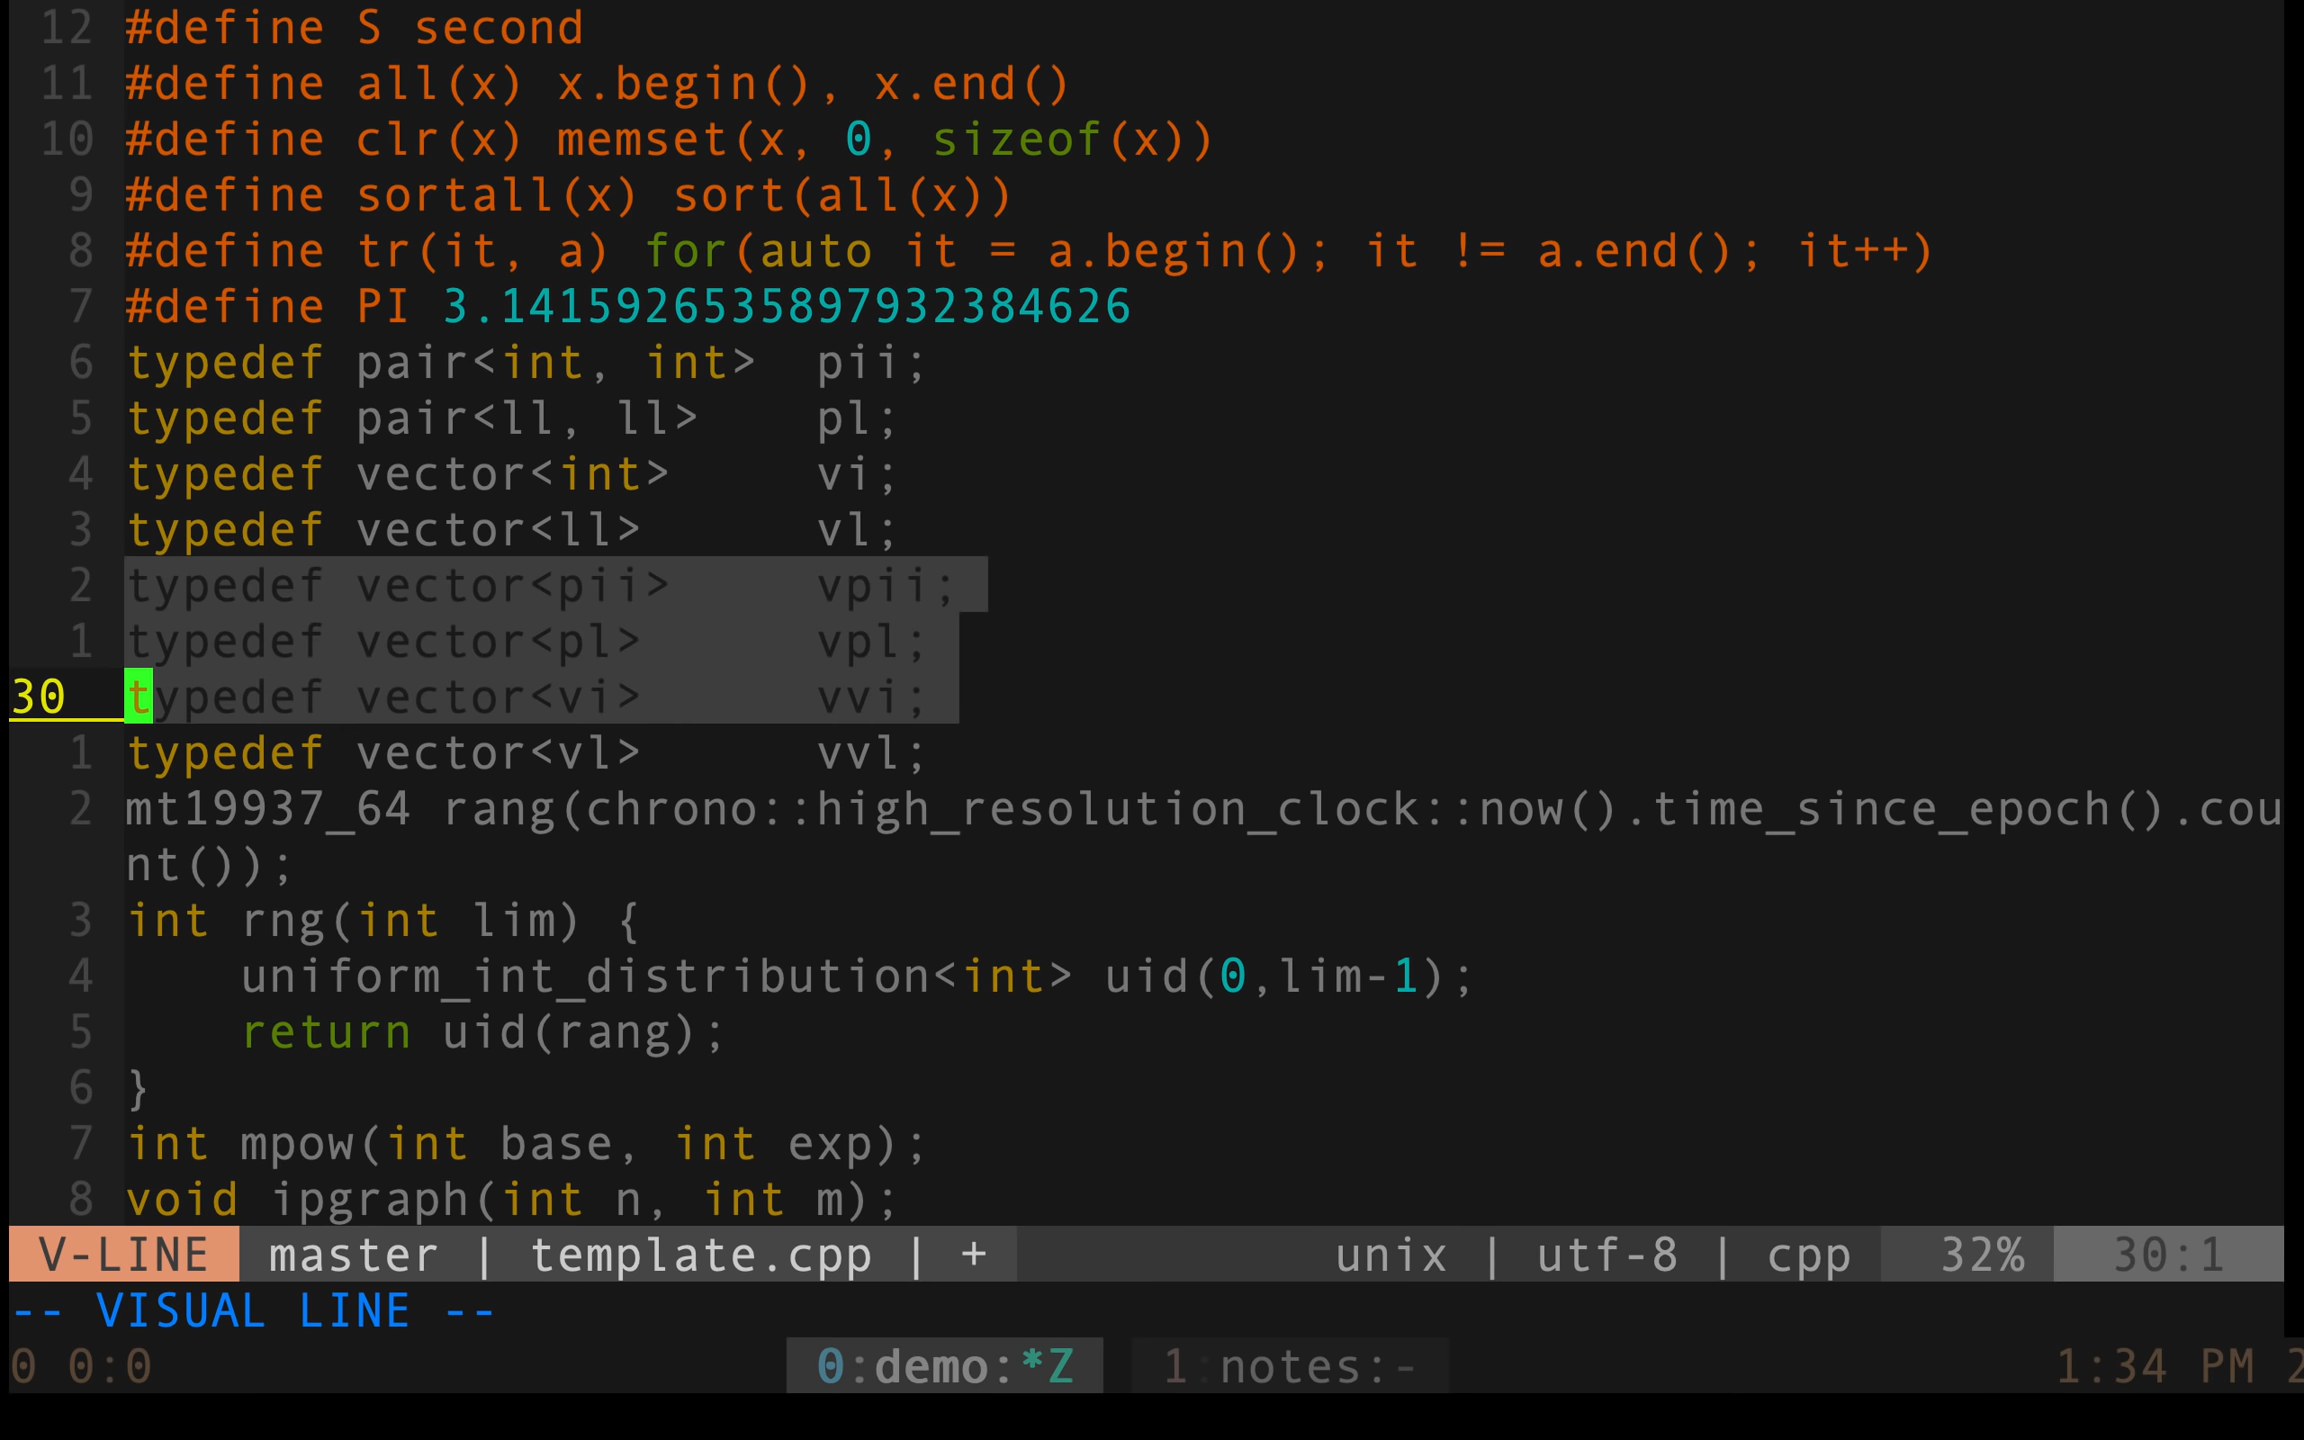 12 #define S second
11 #define all(x) x.begin(), x.end()
10 #define clr(x) memset(x, 0, sizeof(x))
9 #define sortall(x) sort(all(x))
8 #define tr(it, a) for(auto it = a.begin(); it != a.end(); it++)
7 #define PI 3.1415926535897932384626
6 typedef pair<int, int>  pii;
5 typedef pair<ll, ll>    pl;
4 typedef vector<int>     vi;
3 typedef vector<ll>      vl;
2 typedef vector<pii>     vpii;
1 typedef vector<pl>      vpl;
30 typedef vector<vi>      vvi;
1 typedef vector<vl>      vvl;
2 mt19937_64 rang(chrono::high_resolution_clock::now().time_since_epoch().cou
nt());
3 int rng(int lim) {
4     uniform_int_distribution<int> uid(0,lim-1);
5     return uid(rang);
6 }
7 int mpow(int base, int exp);
8 void ipgraph(int n, int m);
V-LINE master | template.cpp | + unix | utf-8 | cpp 32% 30:1
-- VISUAL LINE --
0 0:0 0:demo:*Z 1:notes:- 1:34 PM 2